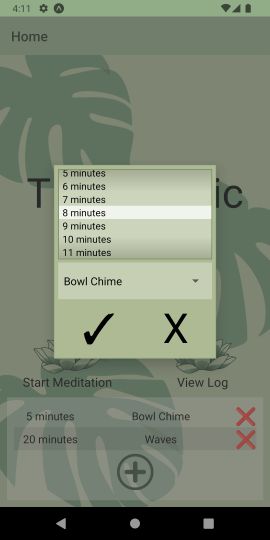 4:11
Home
T
ic
5 minutes
6 minutes
7 minutes
8 minutes
9 minutes
10 minutes
11 minutes
Bowl Chime
✓ X
Start Meditation View Log
5 minutes Bowl Chime
20 minutes Waves